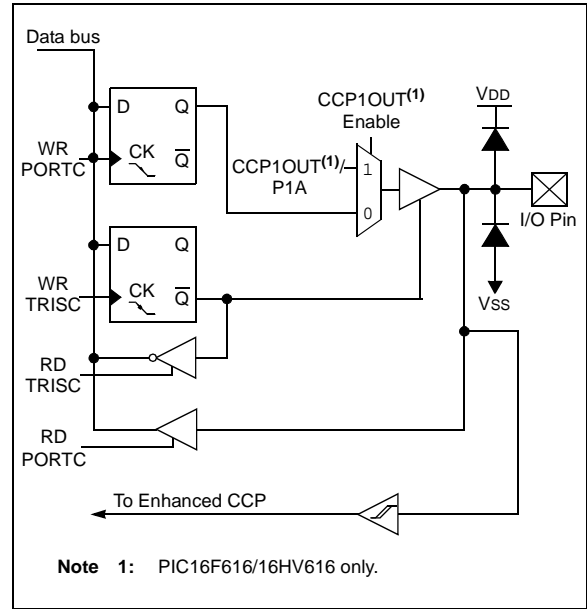 Data bus
D Q
WR
PORTC
CK Q
CCP1OUT(1)
Enable
CCP1OUT(1)/
P1A
1
0
VDD
I/O Pin
VSS
D Q
WR
TRISC
CK Q
RD
TRISC
RD
PORTC
To Enhanced CCP
Note 1: PIC16F616/16HV616 only.